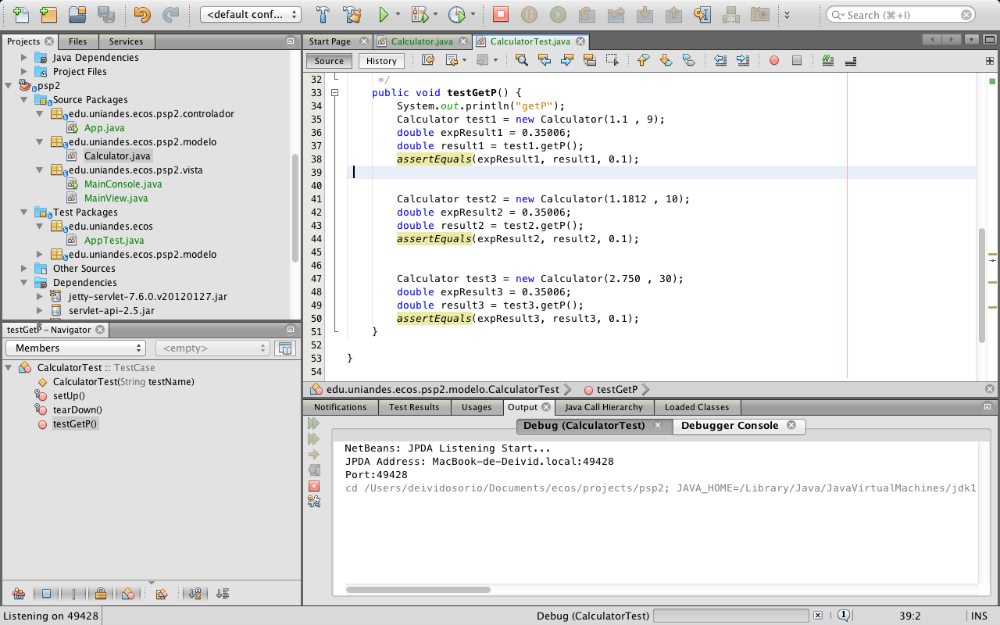 <default conf...
Search (⌘+I)
Projects
Files
Services
Java Dependencies
Project Files
psp2
Source Packages
edu.uniandes.ecos.psp2.controlador
App.java
edu.uniandes.ecos.psp2.modelo
Calculator.java
edu.uniandes.ecos.psp2.vista
MainConsole.java
MainView.java
Test Packages
edu.uniandes.ecos
AppTest.java
edu.uniandes.ecos.psp2.modelo
Other Sources
Dependencies
jetty-servlet-7.6.0.v20120127.jar
servlet-api-2.5.jar
testGetP - Navigator
Members
<empty>
CalculatorTest :: TestCase
CalculatorTest(String testName)
setUp()
tearDown()
testGetP()
Start Page
Calculator.java
CalculatorTest.java
Source
History
32 */
33 public void testGetP() {
34 System.out.println("getP");
35 Calculator test1 = new Calculator(1.1 , 9);
36 double expResult1 = 0.35006;
37 double result1 = test1.getP();
38 assertEquals(expResult1, result1, 0.1);
39
40
41 Calculator test2 = new Calculator(1.1812 , 10);
42 double expResult2 = 0.35006;
43 double result2 = test2.getP();
44 assertEquals(expResult2, result2, 0.1);
45
46
47 Calculator test3 = new Calculator(2.750 , 30);
48 double expResult3 = 0.35006;
49 double result3 = test3.getP();
50 assertEquals(expResult3, result3, 0.1);
51 }
52
53 }
54
edu.uniandes.ecos.psp2.modelo.CalculatorTest
testGetP
Notifications
Test Results
Usages
Output
Java Call Hierarchy
Loaded Classes
Debug (CalculatorTest)
Debugger Console
NetBeans: JPDA Listening Start...
JPDA Address: MacBook-de-Deivid.local:49428
Port:49428
cd /Users/deividosorio/Documents/ecos/projects/psp2; JAVA_HOME=/Library/Java/JavaVirtualMachines/jdk1
Listening on 49428
Debug (CalculatorTest)
39:2
INS